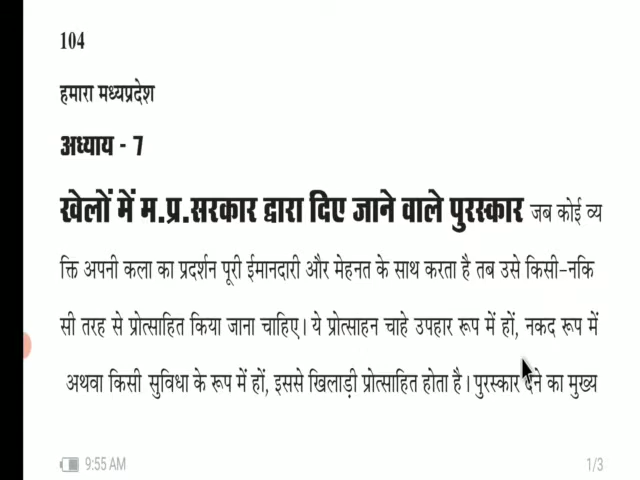 104
हमारा मध्यप्रदेश
अध्याय - 7
खेलों में म.प्र.सरकार द्वारा दिए जाने वाले पुरस्कार जब कोई व्य
क्ति अपनी कला का प्रदर्शन पूरी ईमानदारी और मेहनत के साथ करता है तब उसे किसी-नकि
सी तरह से प्रोत्साहित किया जाना चाहिए। ये प्रोत्साहन चाहे उपहार रूप में हों, नकद रूप में
अथवा किसी सुविधा के रूप में हों, इससे खिलाड़ी प्रोत्साहित होता है। पुरस्कार देने का मुख्य
9:55 AM
1/3